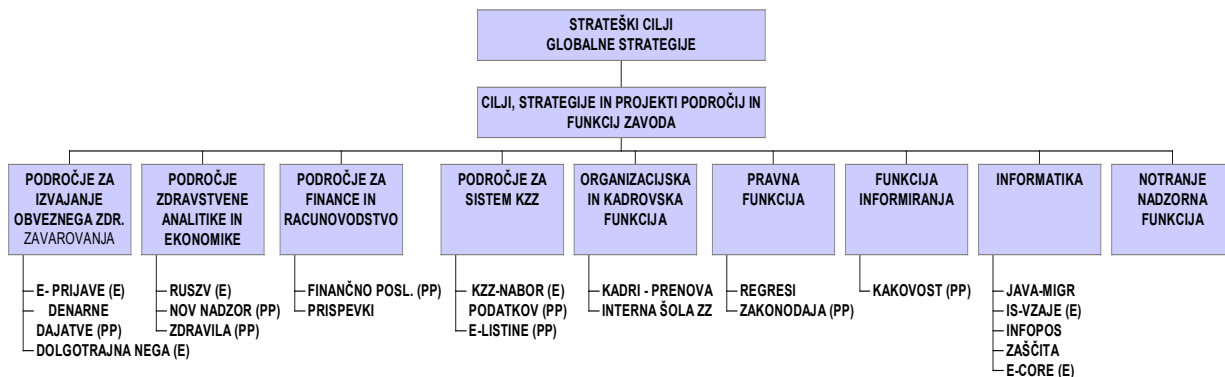 STRATEŠKI CILJI
GLOBALNE STRATEGIJE
CILJI, STRATEGIJE IN PROJEKTI PODROČIJ IN
FUNKCIJ ZAVODA
PODROČJE ZA
IZVAJANJE
OBVEZNEGA ZDR.
ZAVAROVANJA
E- PRIJAVE (E)
DENARNE
DAJATVE (PP)
DOLGOTRAJNA NEGA (E)
PODROČJE
ZDRAVSTVENE
ANALITIKE IN
EKONOMIKE
RUSZV (E)
NOV NADZOR (PP)
ZDRAVILA (PP)
PODROČJE ZA
FINANCE IN
RACUNOVODSTVO
FINANČNO POSL. (PP)
PRISPEVKI
PODROČJE ZA
SISTEM KZZ
KZZ-NABOR (E)
PODATKOV (PP)
E-LISTINE (PP)
ORGANIZACIJSKA
IN KADROVSKA
FUNKCIJA
KADRI - PRENOVA
INTERNA ŠOLA ZZ
PRAVNA
FUNKCIJA
REGRESI
ZAKONODAJA (PP)
FUNKCIJA
INFORMIRANJA
KAKOVOST (PP)
INFORMATIKA
JAVA-MIGR
IS-VZAJE (E)
INFOPOS
ZAŠČITA
E-CORE (E)
NOTRANJE
NADZORNA
FUNKCIJA